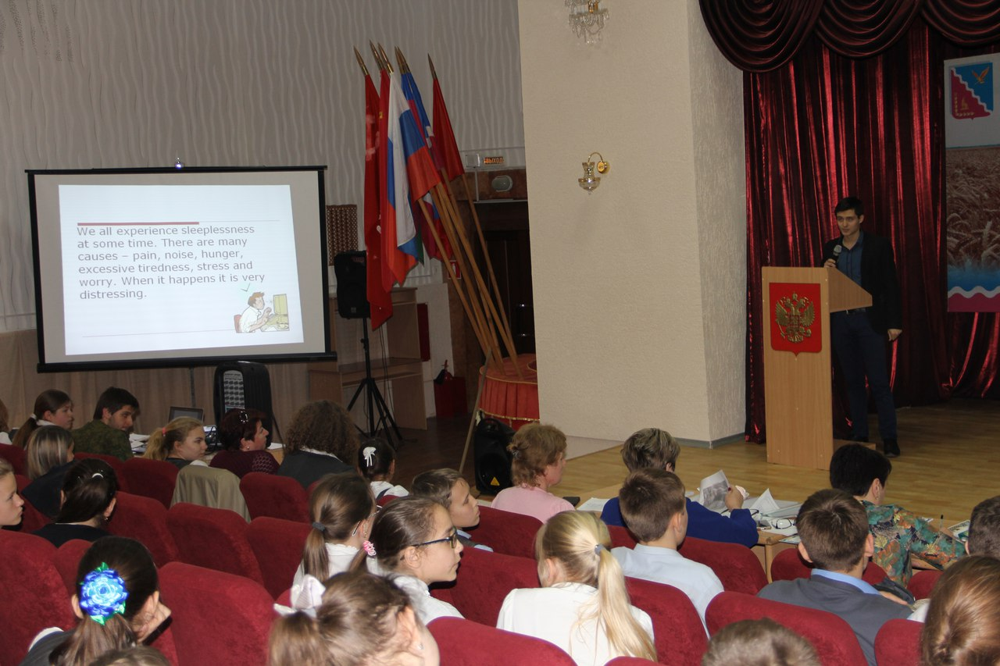 We all experience sleeplessness
at some time. There are many
causes – pain, noise, hunger,
excessive tiredness, stress and
worry. When it happens it is very
distressing.
ВЫХОД